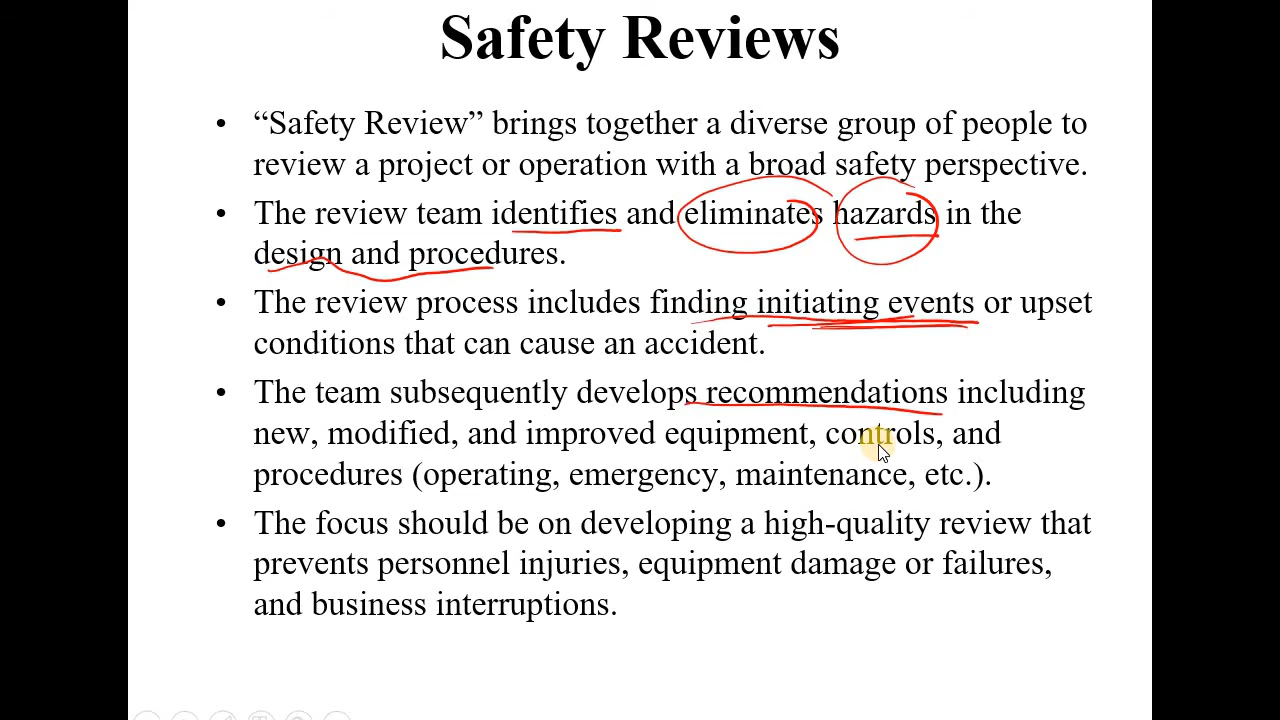 Safety Reviews
• “Safety Review” brings together a diverse group of people to
review a project or operation with a broad safety perspective.
• The review team identifies and eliminates hazards in the
design and procedures.
• The review process includes finding initiating events or upset
conditions that can cause an accident.
• The team subsequently develops recommendations including
new, modified, and improved equipment, controls, and
procedures (operating, emergency, maintenance, etc.).
• The focus should be on developing a high-quality review that
prevents personnel injuries, equipment damage or failures,
and business interruptions.